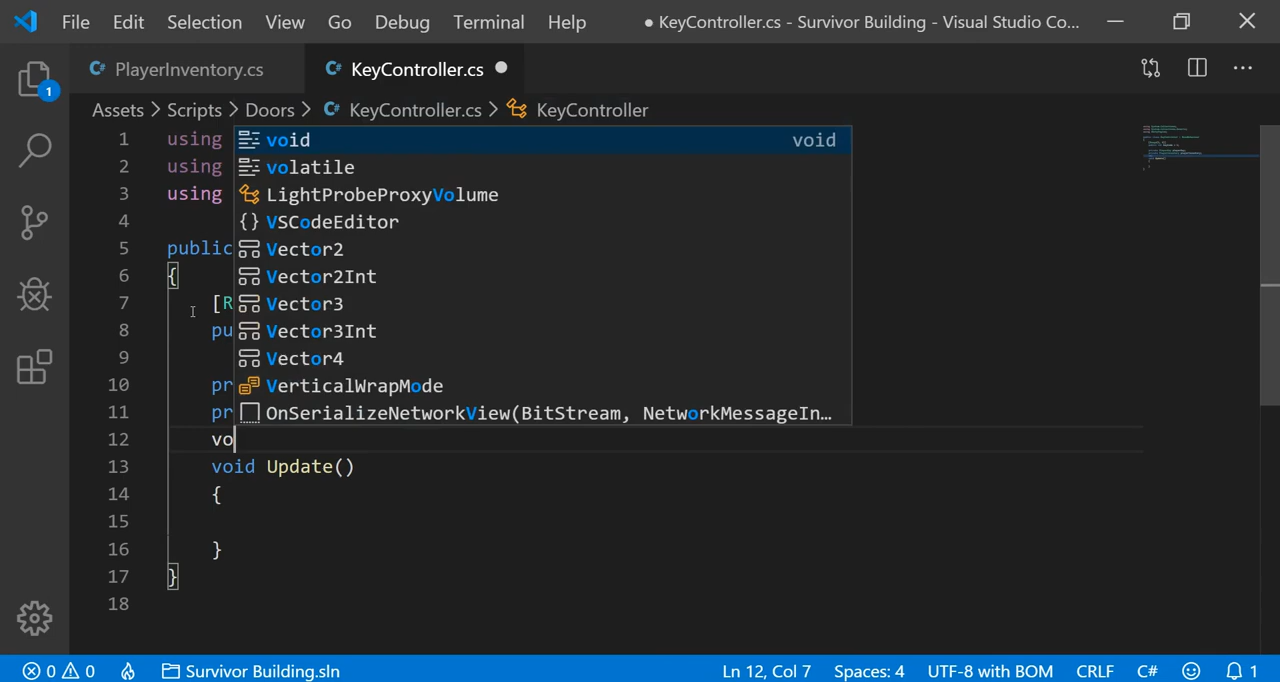 File Edit Selection View Go Debug Terminal Help ● KeyController.cs - Survivor Building - Visual Studio Co...
PlayerInventory.cs KeyController.cs
Assets > Scripts > Doors > KeyController.cs > KeyController
1 using void void
2 using volatile
3 using LightProbeProxyVolume
4 {} VSCodeEditor
5 public Vector2
6 { Vector2Int
7 [R Vector3
8 pu Vector3Int
9 Vector4
10 pr VerticalWrapMode
11 pr OnSerializeNetworkView(BitStream, NetworkMessageIn...
12 vo
13 void Update()
14 {
15
16 }
17 }
18
0 0 Survivor Building.sln Ln 12, Col 7 Spaces: 4 UTF-8 with BOM CRLF C# 1